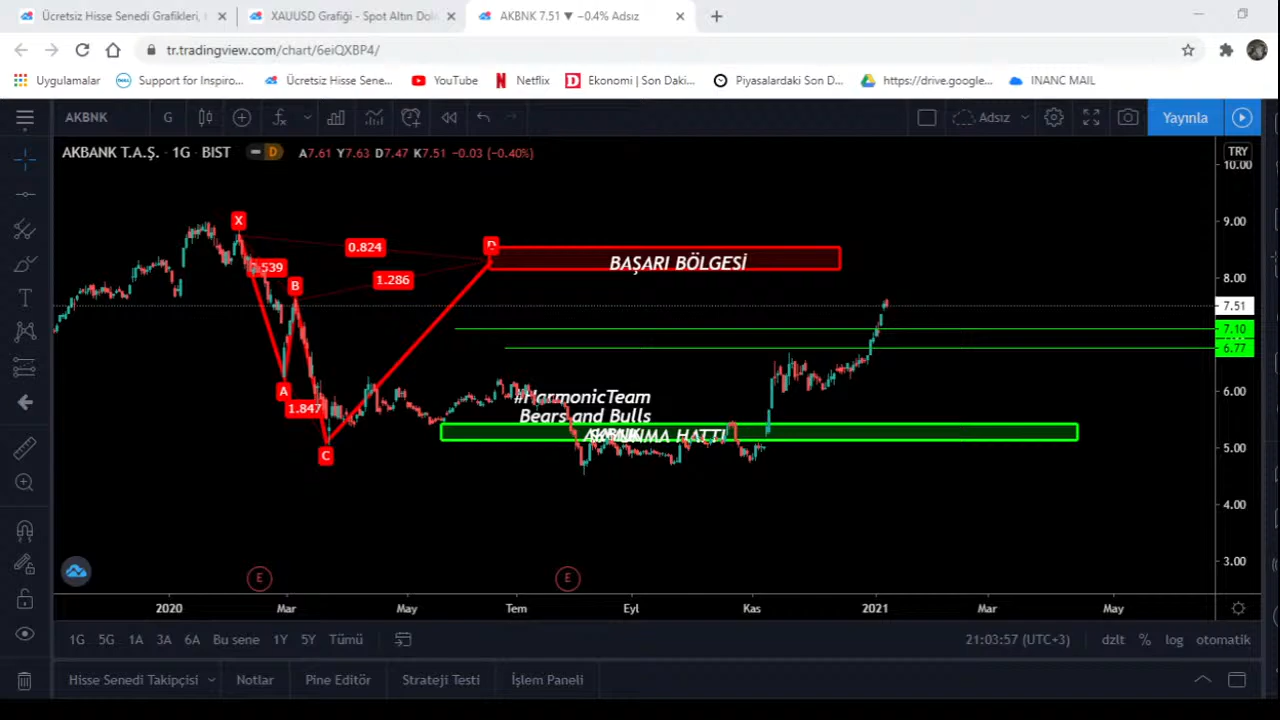 Ücretsiz Hisse Senedi Grafikleri,
XAUUSD Grafiği - Spot Altın Dol
AKBNK 7.51 ▼ −0.4% Adsız
tr.tradingview.com/chart/6eiQXBP4/
Uygulamalar
Support for Inspiro...
Ücretsiz Hisse Sene...
YouTube
Netflix
Ekonomi | Son Daki...
Piyasalardaki Son D...
https://drive.google...
INANC MAIL
AKBNK G Adsız Yayınla
AKBANK T.A.Ş. · 1G · BIST D A7.61 Y7.63 D7.47 K7.51 −0.03 (−0.40%) TRY
10.00
X 9.00
0.824 D
BAŞARI BÖLGESİ
.539 1.286 8.00
B
7.51
7.10
6.77
A 6.00
1.847
#HarmonicTeam
Bears and Bulls
HATTI
5.00
C
4.00
3.00
E E
2020 Mar May Tem Eyl Kas 2021 Mar May
1G 5G 1A 3A 6A Bu sene 1Y 5Y Tümü 21:03:57 (UTC+3) dzlt % log otomatik
Hisse Senedi Takipçisi Notlar Pine Editör Strateji Testi İşlem Paneli